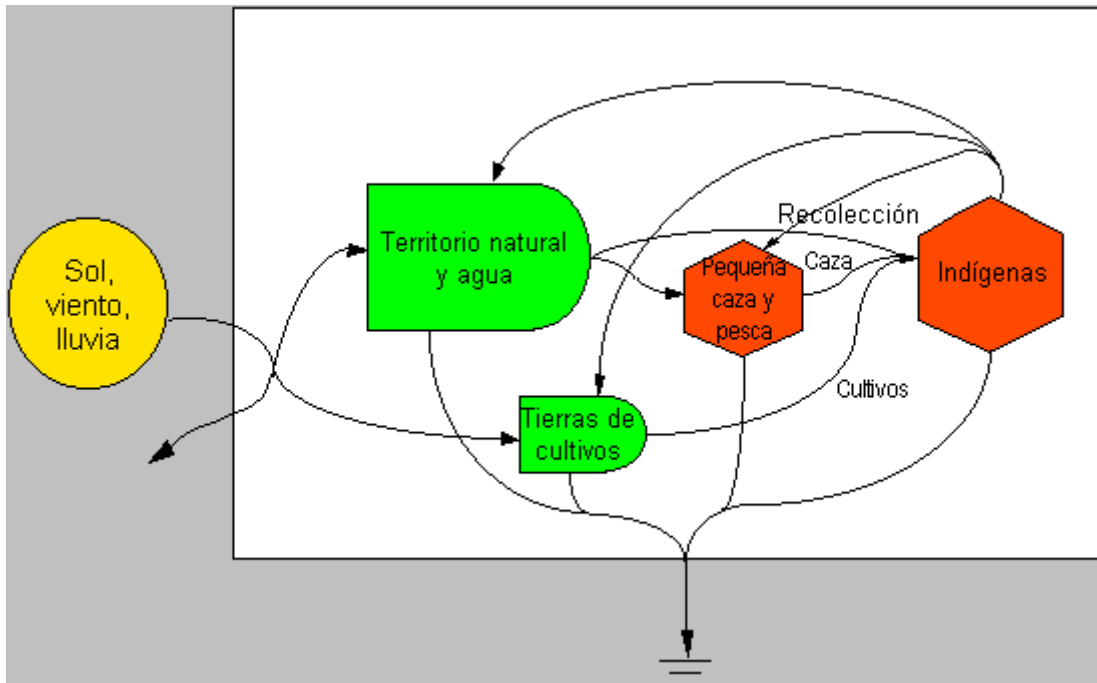 Sol,
viento,
lluvia
Territorio natural
y agua
Recolección
Pequeña
caza y
pesca
Caza
Indígenas
Cultivos
Tierras de
cultivos